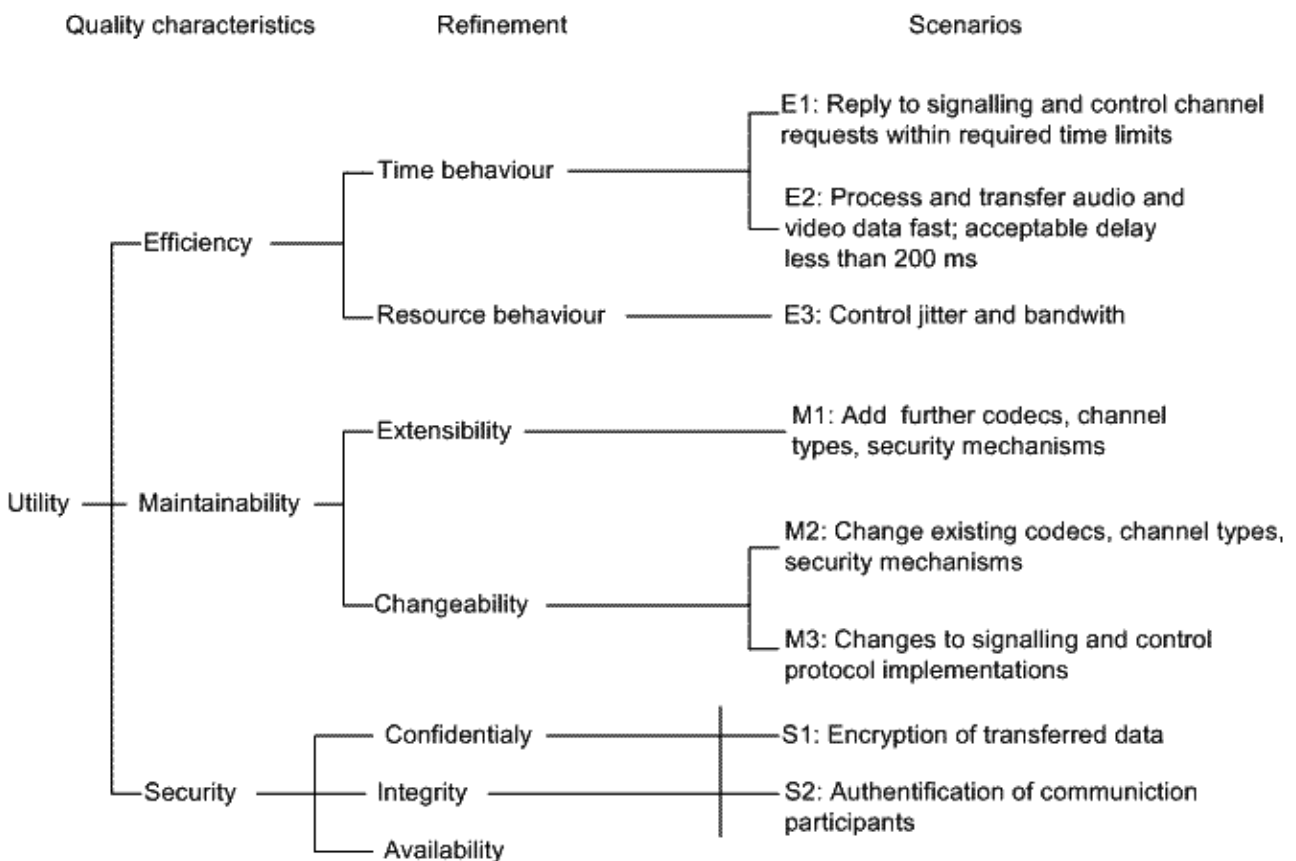 Quality characteristics Refinement Scenarios
E1: Reply to signalling and control channel
requests within required time limits
Time behaviour
E2: Process and transfer audio and
video data fast; acceptable delay
less than 200 ms
Efficiency
Resource behaviour
E3: Control jitter and bandwith
Extensibility
M1: Add further codecs, channel
types, security mechanisms
Utility
Maintainability
M2: Change existing codecs, channel types,
security mechanisms
Changeability
M3: Changes to signalling and control
protocol implementations
Confidentialy
S1: Encryption of transferred data
Security
Integrity
S2: Authentification of communiction
participants
Availability